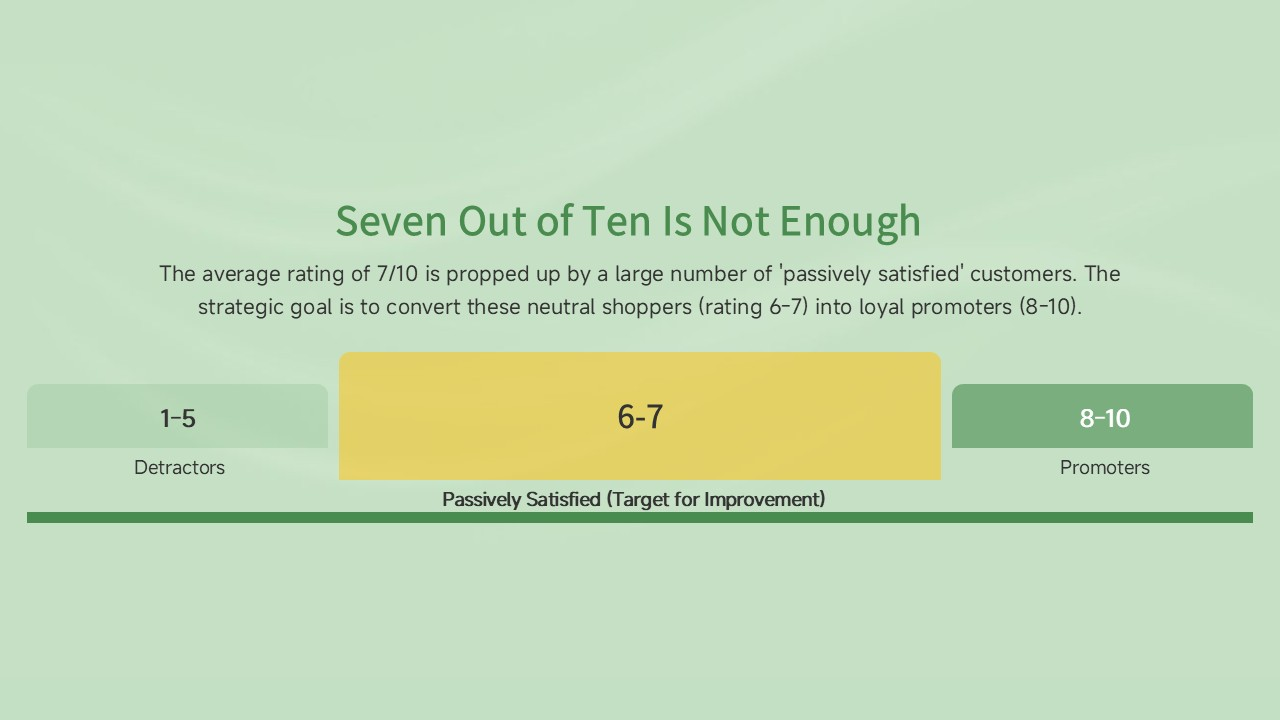 Seven Out of Ten Is Not Enough
The average rating of 7/10 is propped up by a large number of 'passively satisfied' customers. The
strategic goal is to convert these neutral shoppers (rating 6-7) into loyal promoters (8-10).
1-5
6-7
8-10
Detractors
Promoters
Passively Satisfied (Target for Improvement)